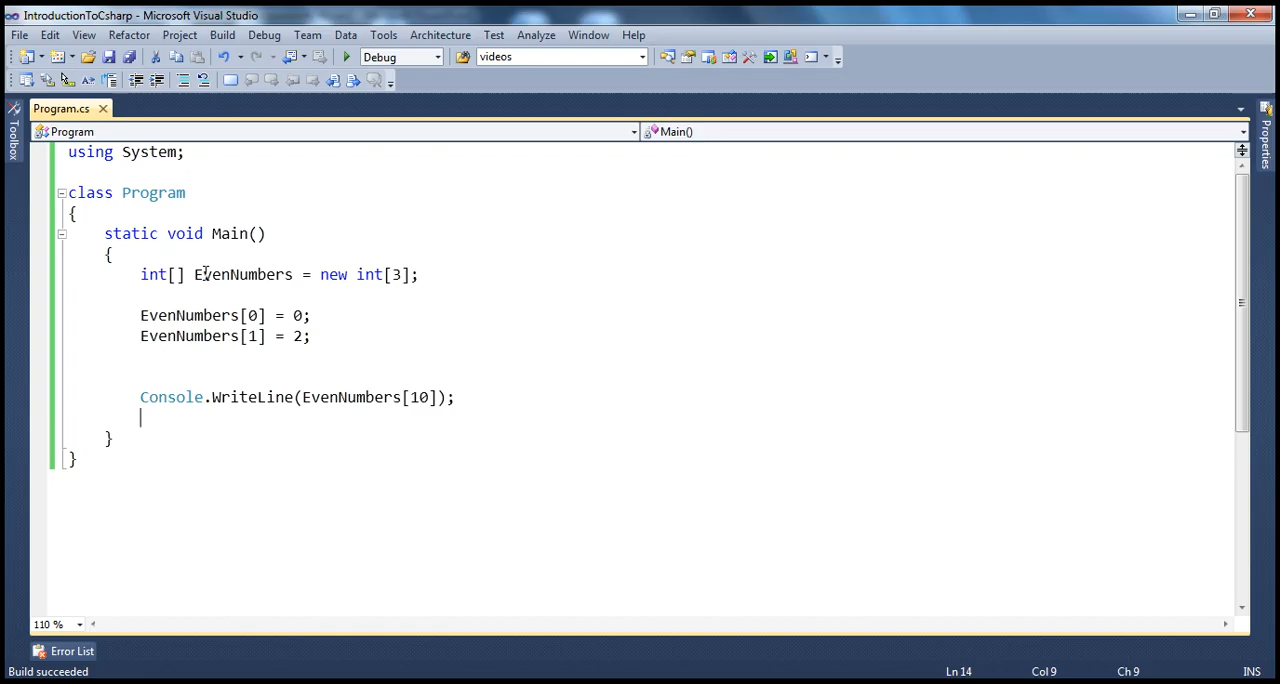 IntroductionToCsharp - Microsoft Visual Studio
File Edit View Refactor Project Build Debug Team Data Tools Architecture Test Analyze Window Help
Debug videos
Program.cs
Toolbox
Properties
Program Main()
using System;
class Program
{
static void Main()
{
int[] EvenNumbers = new int[3];
EvenNumbers[0] = 0;
EvenNumbers[1] = 2;
Console.WriteLine(EvenNumbers[10]);
}
}
110 %
Error List
Build succeeded Ln 14 Col 9 Ch 9 INS